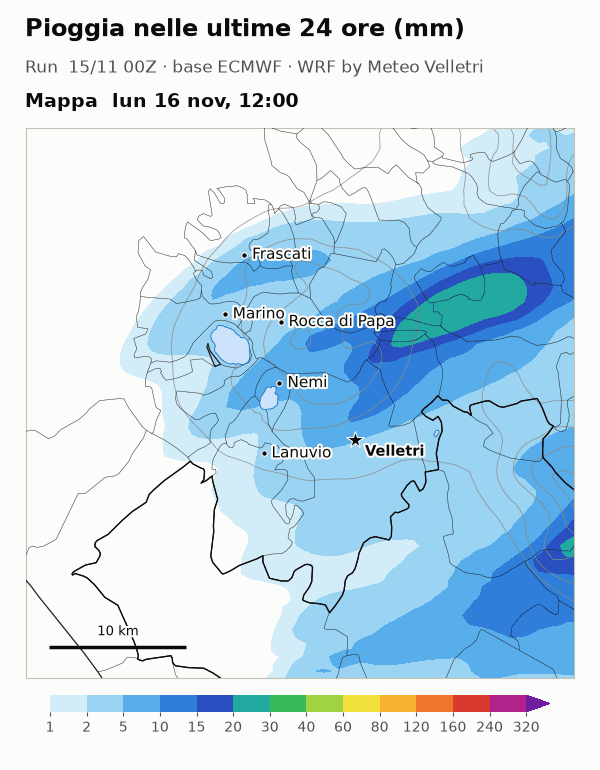 Pioggia nelle ultime 24 ore (mm)
Run  15/11 00Z · base ECMWF · WRF by Meteo Velletri
Mappa  lun 16 nov, 12:00
Frascati
Marino
Rocca di Papa
Nemi
Velletri
Lanuvio
10 km
1 2 5 10 15 20 30 40 60 80 120 160 240 320